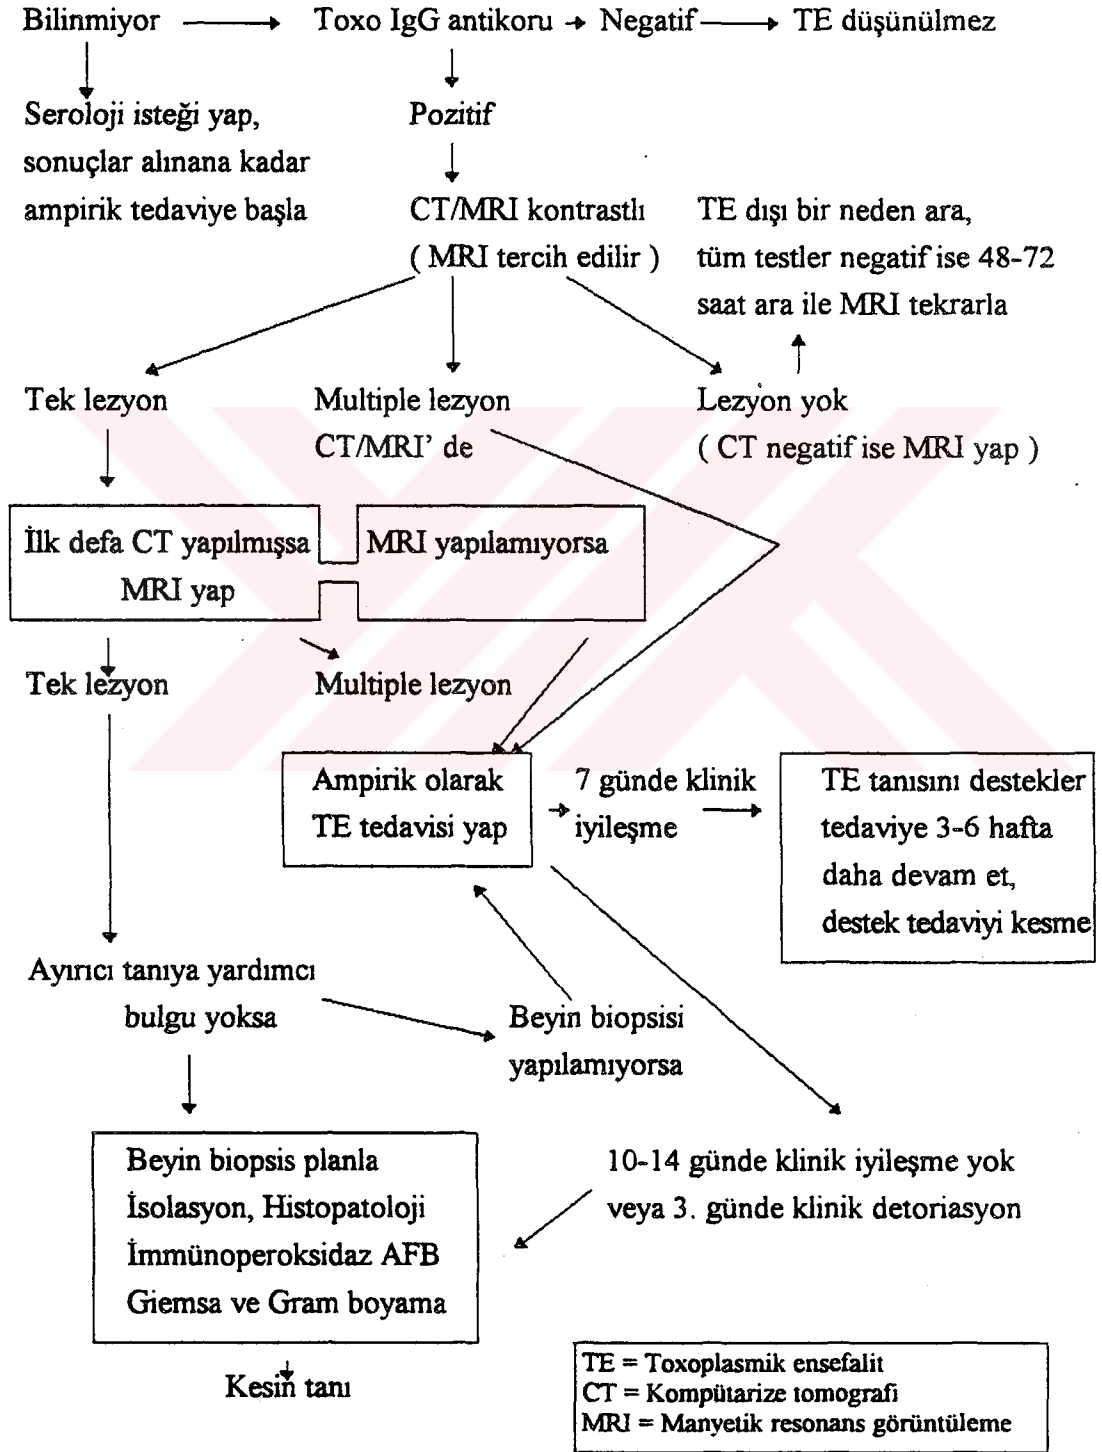 Bilinmiyor Toxo IgG antikoru Negatif TE düşünülmez
Seroloji isteği yap,
sonuçlar alınana kadar
ampirik tedaviye başla
Pozitif
CT/MRI kontrastlı
( MRI tercih edilir )
TE dışı bir neden ara,
tüm testler negatif ise 48-72
saat ara ile MRI tekrarla
Tek lezyon
Multiple lezyon
CT/MRI' de
Lezyon yok
( CT negatif ise MRI yap )
İlk defa CT yapılmışsa
MRI yap
MRI yapılamıyorsa
Tek lezyon
Multiple lezyon
Ampirik olarak
TE tedavisi yap
7 günde klinik
iyileşme
TE tanısını destekler
tedaviye 3-6 hafta
daha devam et,
destek tedaviyi kesme
Ayırıcı tanıya yardımcı
bulgu yoksa
Beyin biopsisi
yapılamıyorsa
Beyin biopsis planla
İsolasyon, Histopatoloji
İmmünoperoksidaz AFB
Giemsa ve Gram boyama
10-14 günde klinik iyileşme yok
veya 3. günde klinik detoriasyon
Kesin tanı
TE = Toxoplasmik ensefalit
CT = Kompütarize tomografi
MRI = Manyetik resonans görüntüleme